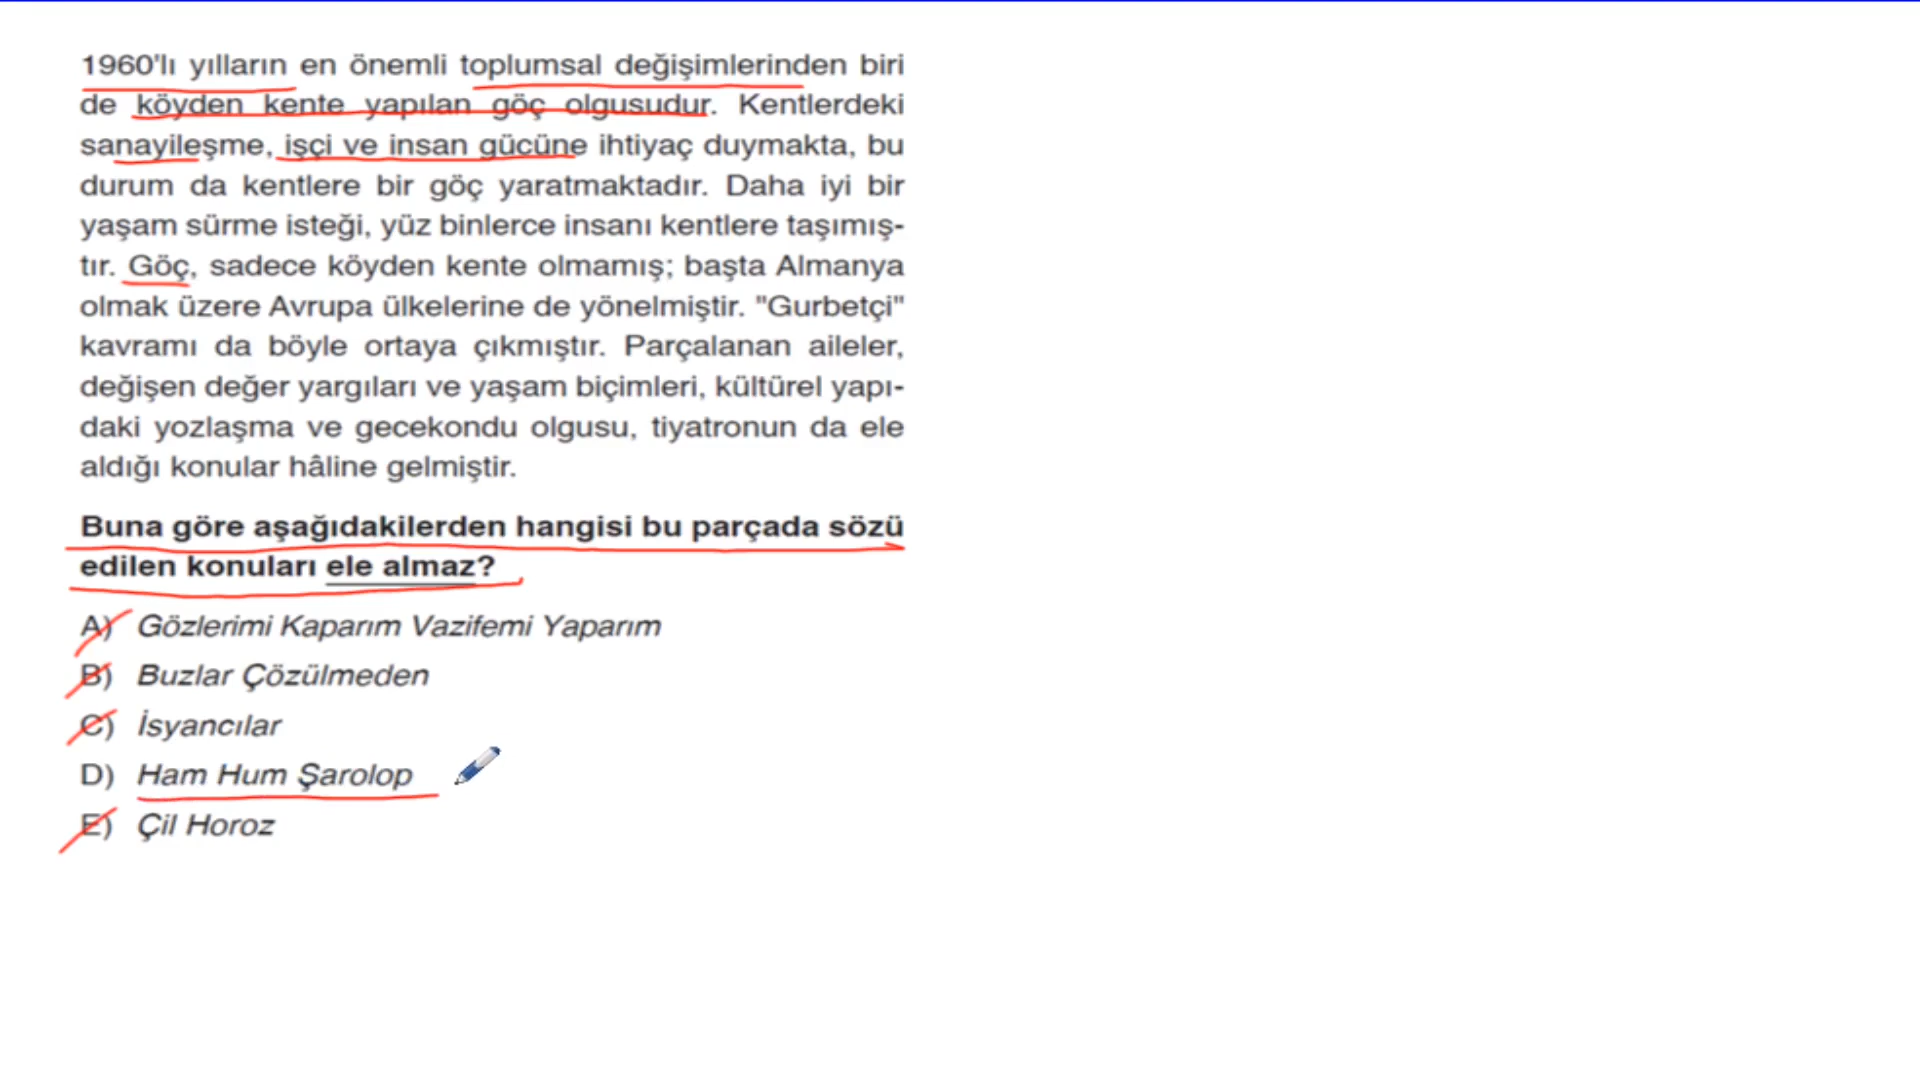 1960'lı yılların en önemli toplumsal değişimlerinden biri
de köyden kente yapılan göç olgusudur. Kentlerdeki
sanayileşme, işçi ve insan gücüne ihtiyaç duymakta, bu
durum da kentlere bir göç yaratmaktadır. Daha iyi bir
yaşam sürme isteği, yüz binlerce insanı kentlere taşımış-
tır. Göç, sadece köyden kente olmamış; başta Almanya
olmak üzere Avrupa ülkelerine de yönelmiştir. "Gurbetçi"
kavramı da böyle ortaya çıkmıştır. Parçalanan aileler,
değişen değer yargıları ve yaşam biçimleri, kültürel yapı-
daki yozlaşma ve gecekondu olgusu, tiyatronun da ele
aldığı konular hâline gelmiştir.
Buna göre aşağıdakilerden hangisi bu parçada sözü
edilen konuları ele almaz?
A) Gözlerimi Kaparım Vazifemi Yaparım
B) Buzlar Çözülmeden
C) İsyancılar
D) Ham Hum Şarolop
E) Çil Horoz